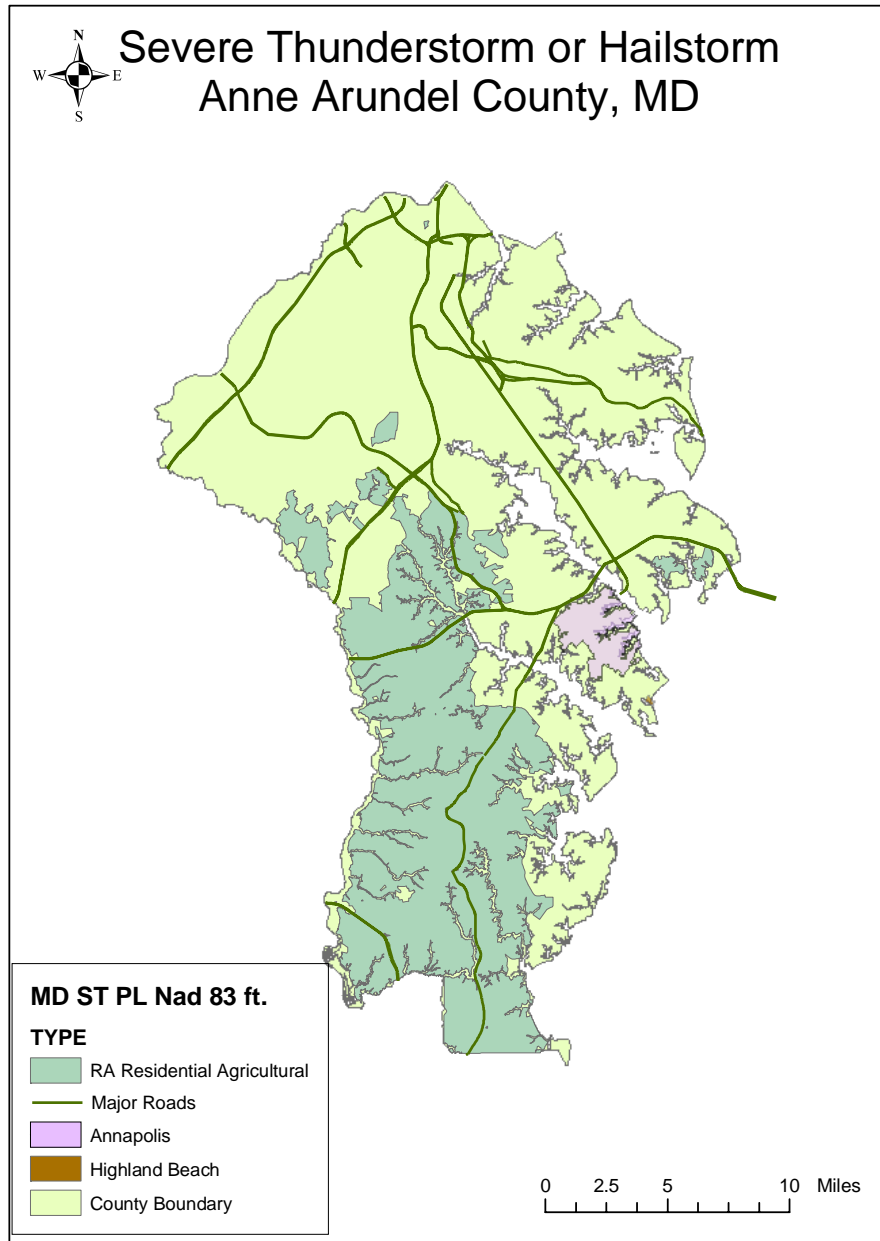 N
Severe Thunderstorm or Hailstorm
W E
Anne Arundel County, MD
S
MD ST PL Nad 83 ft.
TYPE
RA Residential Agricultural
Major Roads
Annapolis
Highland Beach
County Boundary
0 2.5 5 10 Miles